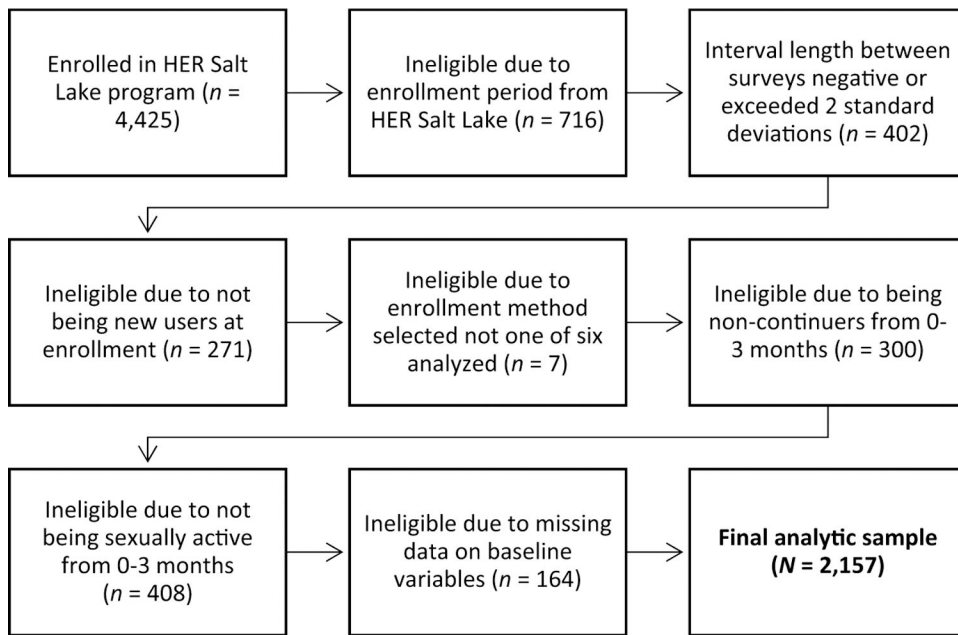 Enrolled in HER Salt
Lake program (n =
4,425)
Ineligible due to
enrollment period from
HER Salt Lake (n = 716)
Interval length between
surveys negative or
exceeded 2 standard
deviations (n = 402)
Ineligible due to not
being new users at
enrollment (n = 271)
Ineligible due to
enrollment method
selected not one of six
analyzed (n = 7)
Ineligible due to being
non-continuers from 0-
3 months (n = 300)
Ineligible due to not
being sexually active
from 0-3 months
(n = 408)
Ineligible due to missing
data on baseline
variables (n = 164)
Final analytic sample
(N = 2,157)